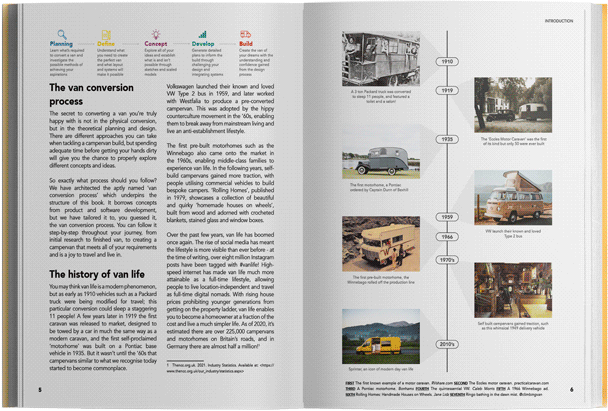 Planning
Define
Concept
Develop
Build
Learn what's required to convert a van and investigate the possible methods of achieving your aspirations
Understand what you need to create the perfect van and what layout and systems will make it possible
Explore all of your ideas and establish what is and isn't possible through sketches and scaled models
Generate detailed plans to inform the build through challenging your design and integrating systems
Create the van of your dreams with the understanding and confidence gained from the design process
The van conversion
process
The secret to converting a van you're truly
happy with is not in the physical conversion,
but in the theoretical planning and design.
There are different approaches you can take
when tackling a campervan build, but spending
adequate time before getting your hands dirty
will give you the chance to properly explore
different concepts and ideas.
So exactly what process should you follow?
We have architected the aptly named 'van
conversion process' which underpins the
structure of this book. It borrows concepts
from product and software development,
but we have tailored it to you, guessed it,
the van conversion process. You can follow it
step-by-step throughout your journey, from
initial research to finished van, to creating a
campervan that meets all of your requirements
and is a joy to travel and live in.
The history of van life
You may think van life is a modern phenomenon,
but as early as 1910 vehicles such as a Packard
truck were being modified for travel; this
particular conversion could sleep a staggering
11 people! A few years later in 1919 the first
caravan was released to market, designed to
be towed by a car in much the same way as a
modern caravan, and the first self-proclaimed
'motorhome' was built on a Pontiac base
vehicle in 1935. But it wasn't until the '60s that
campervans similar to what we recognise today
started to become commonplace.
5
Volkswagen launched their known and loved
VW Type 2 bus in 1959, and later worked
with Westfalia to produce a pre-converted
campervan. This was adopted by the hippy
counterculture movement in the '60s, enabling
them to break away from mainstream living and
live an anti-establishment lifestyle.
The first pre-built motorhomes such as the
Winnebago also came onto the market in
the 1960s, enabling middle-class families to
experience van life. In the following years, self-
build campervans gained more traction, with
people utilising commercial vehicles to build
bespoke campers. 'Rolling Homes', published
in 1979, showcases a collection of beautiful
and quirky 'homemade houses on wheels',
built from wood and adorned with crocheted
blankets, stained glass and window boxes.
Over the past few years, van life has boomed
once again. The rise of social media has meant
the lifestyle is more visible than ever before - at
the time of writing, over eight million Instagram
posts have been tagged with #vanlife! High-
speed internet has made van life much more
attainable as a full-time lifestyle, allowing
people to live location-independent and travel
as full-time digital nomads. With rising house
prices prohibiting younger generations from
getting on the property ladder, van life enables
you to become a homeowner at a fraction of the
cost and live a much simpler life. As of 2020, it's
estimated there are over 225,000 campervans
and motorhomes on Britain's roads, and in
Germany there are almost half a million!¹
1 Thencc.org.uk. 2021. Industry Statistics. Available at: <https://
www.thencc.org.uk/our_industry/statistics.aspx>
INTRODUCTION
1910
A 3 ton Packard truck was converted
to sleep 11 people, and featured a
toilet and a salon!
1919
The 'Eccles Motor Caravan' was the first
of its kind but only 50 were ever built
1935
The first motorhome, a Pontiac
ordered by Captain Dunn of Bexhill
1959
VW launch their known and loved
Type 2 bus
1966
The first pre-built motorhome, the
Winnebago rolled off the production line
1970's
Self built campervans gained traction, such
as this whimsical 1959 delivery vehicle
2010's
Sprinter, an icon of modern day van life
FIRST The first known example of a motor caravan. SECOND The Eccles motor caravan. practicalcaravan.com
THIRD A Pontiac motorhome. Bonhams FOURTH The quintessential VW. Caleb Morris FIFTH A 1966 Winnebago ad.
SIXTH Rolling Homes: Handmade Houses on Wheels. Jane Lidz SEVENTH Ringo bathing in the dawn mist. @climbingvan
6